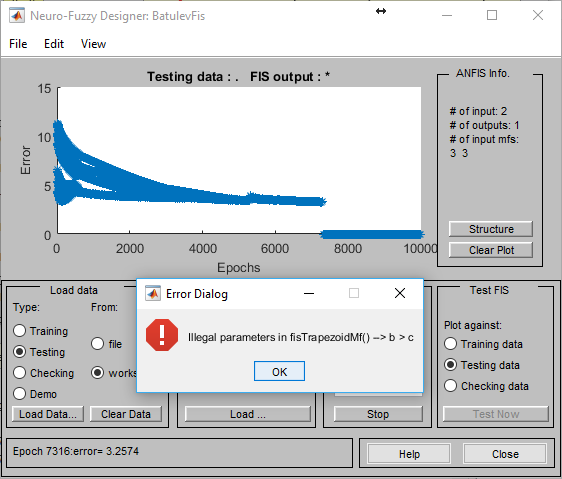 Neuro-Fuzzy Designer: BatulevFis
File Edit View
Testing data : .   FIS output : *
15
10
5
0
Error
0 2000 4000 6000 8000 10000
Epochs
ANFIS Info.
# of input: 2
# of outputs: 1
# of input mfs:
3  3
Structure
Clear Plot
Load data
Type: From:
Training
Testing
Checking
Demo
file
works
Load Data... Clear Data
Load ...
Stop
Error Dialog
Illegal parameters in fisTrapezoidMf() --> b > c
OK
Test FIS
Plot against:
Training data
Testing data
Checking data
Test Now
Epoch 7316:error= 3.2574
Help Close